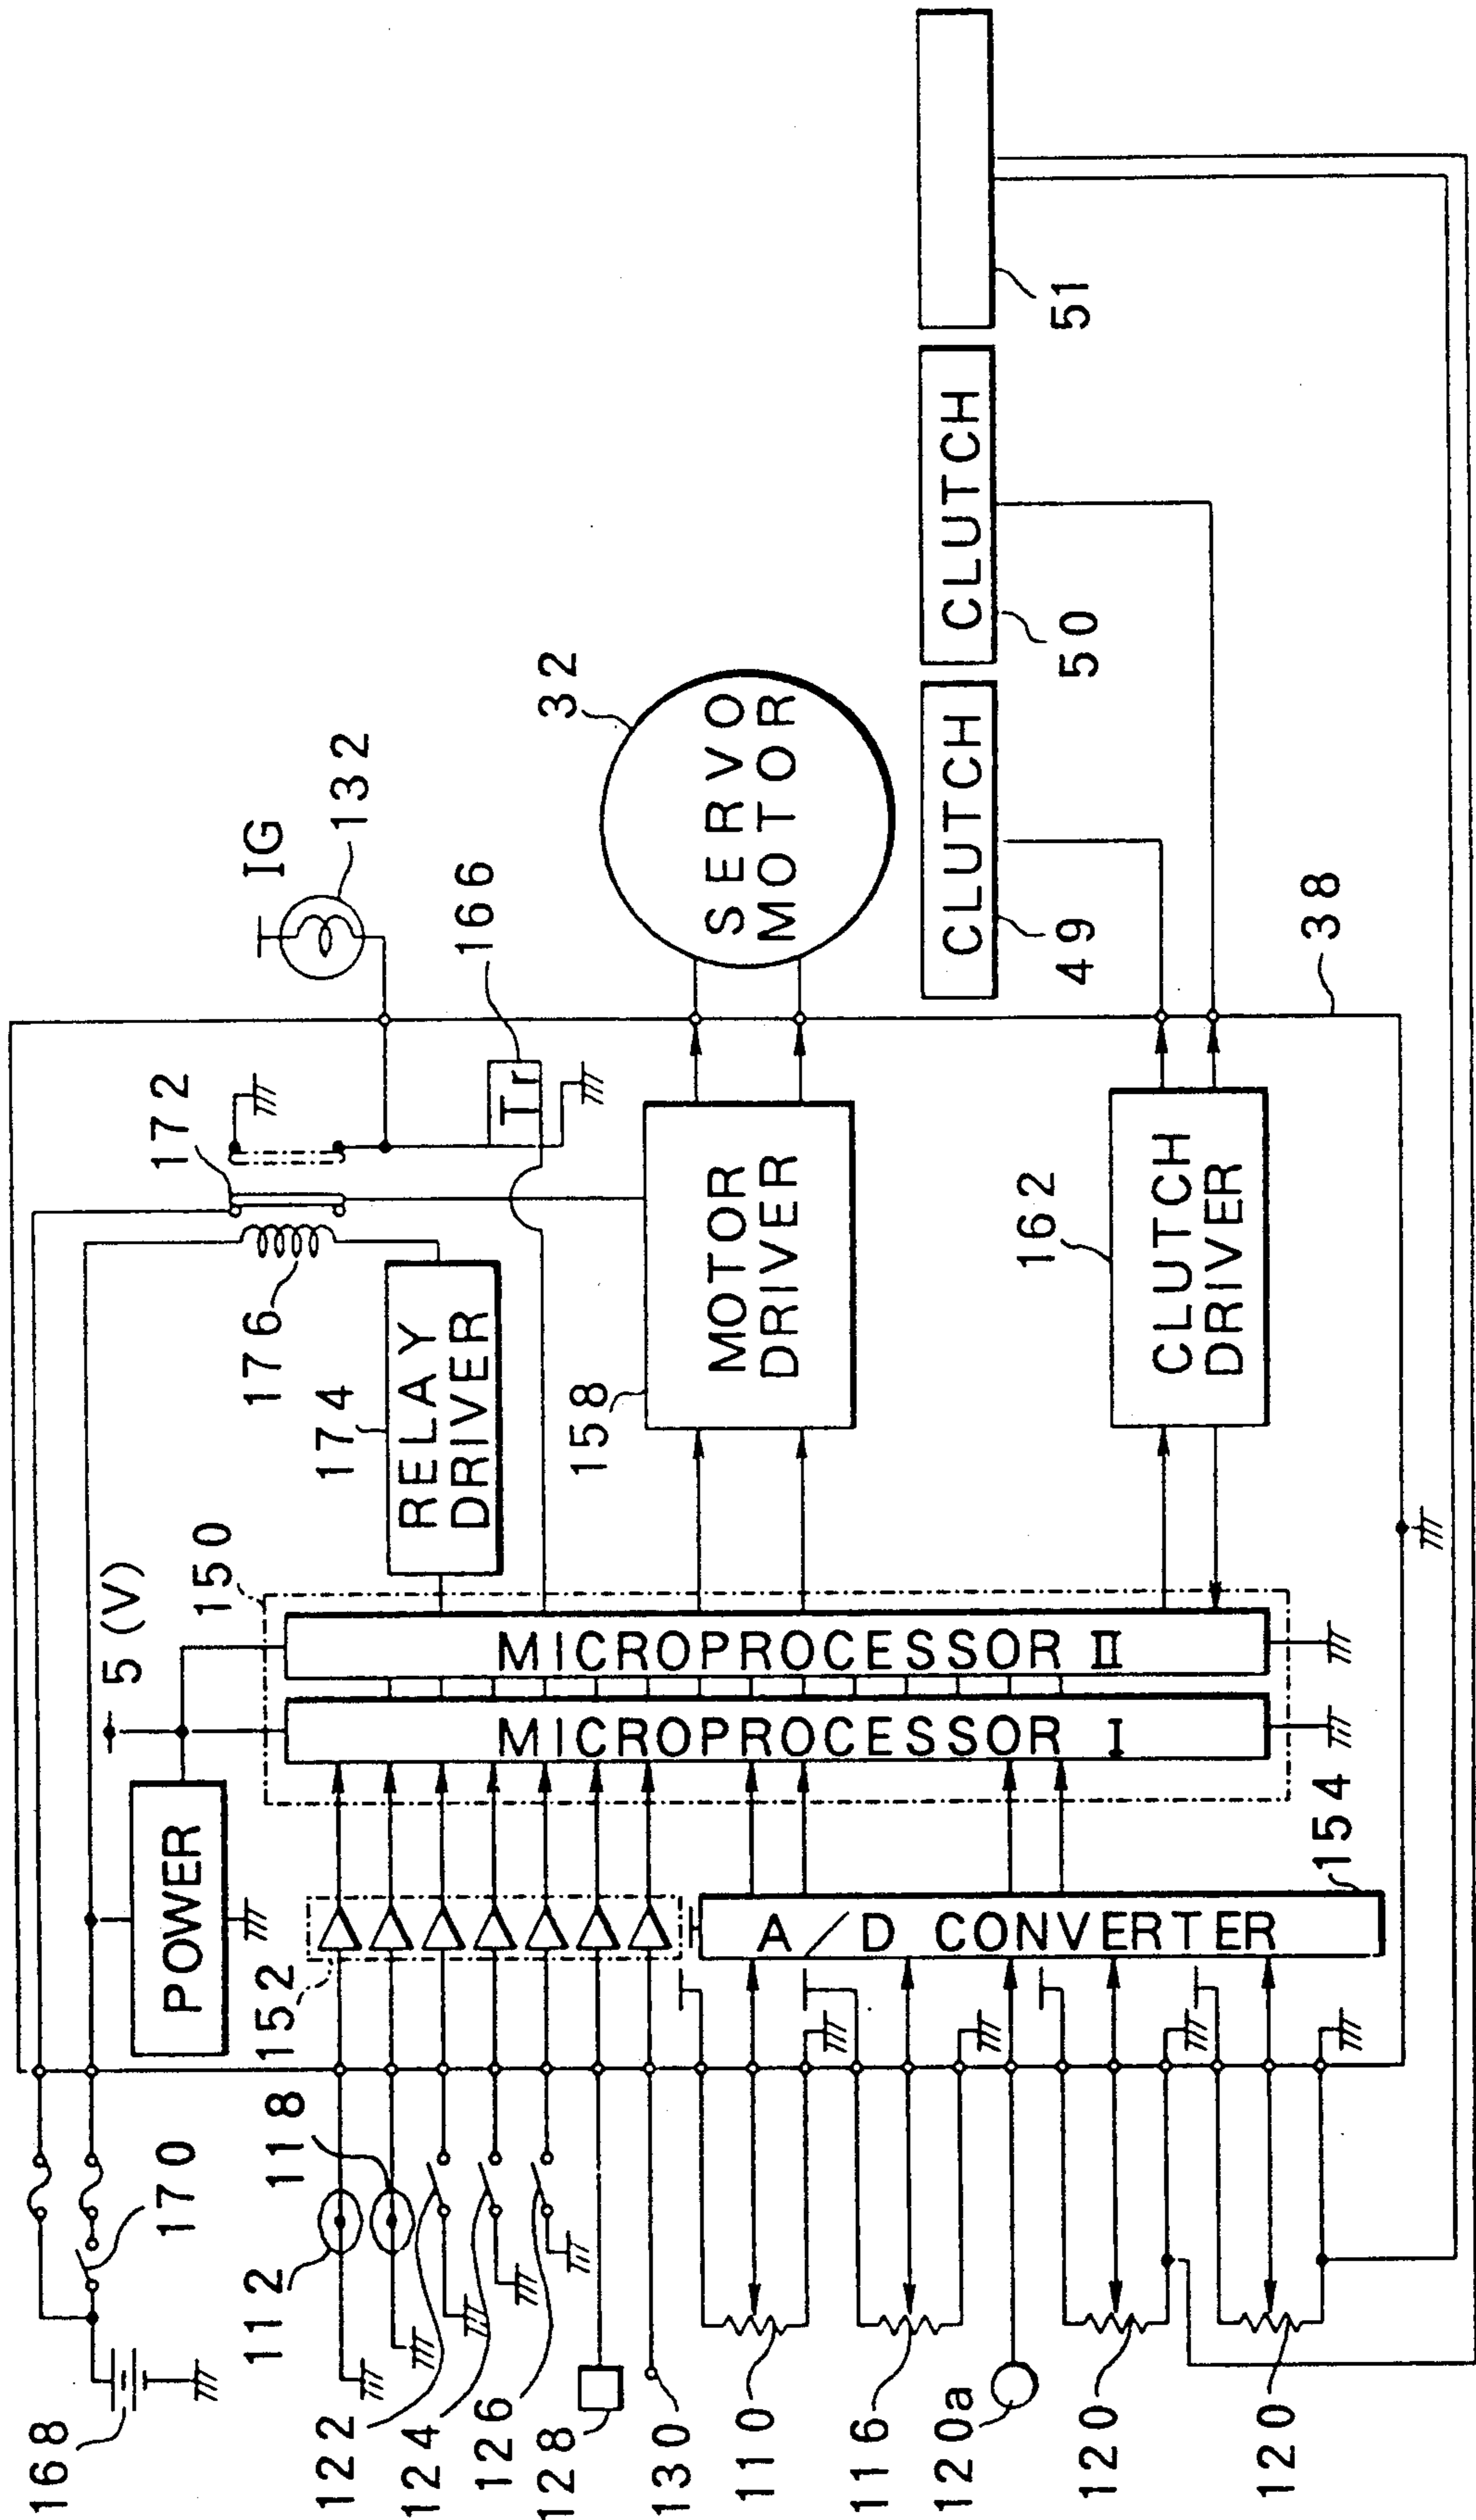 168
170
5 (V)
POWER
150
176
172
IG
132
174
RELAY
DRIVER
Tr
166
112
118
152
122
124
126
128
130
MICROPROCESSOR I
MICROPROCESSOR II
158
MOTOR
DRIVER
SERVO
MOTOR
32
110
116
120a
120
120
A/D CONVERTER
154
162
CLUTCH
DRIVER
CLUTCH
49
CLUTCH
50
51
38